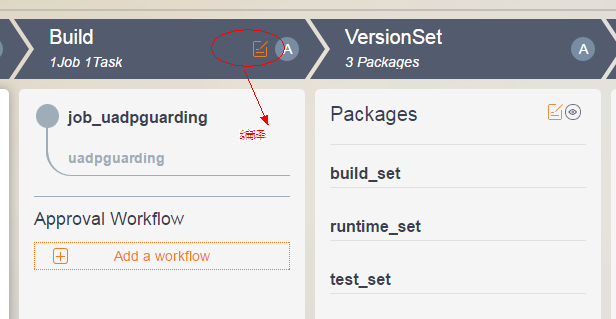 Build
1Job 1Task
A
VersionSet
3 Packages
A
job_uadpguarding
编译
uadpguarding
Approval Workflow
Add a workflow
Packages
build_set
runtime_set
test_set